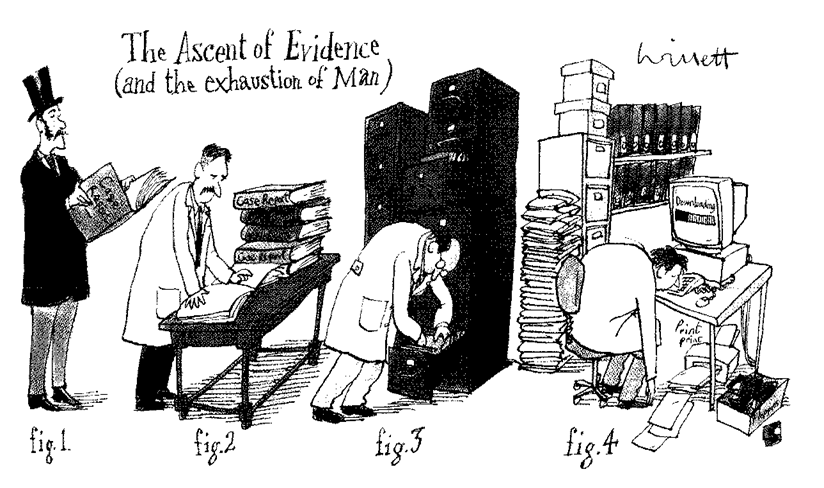 The Ascent of Evidence
(and the exhaustion of Man)
Case Report
Case Report
Downloading
Print
print
fig.1.
fig.2
fig.3
fig.4